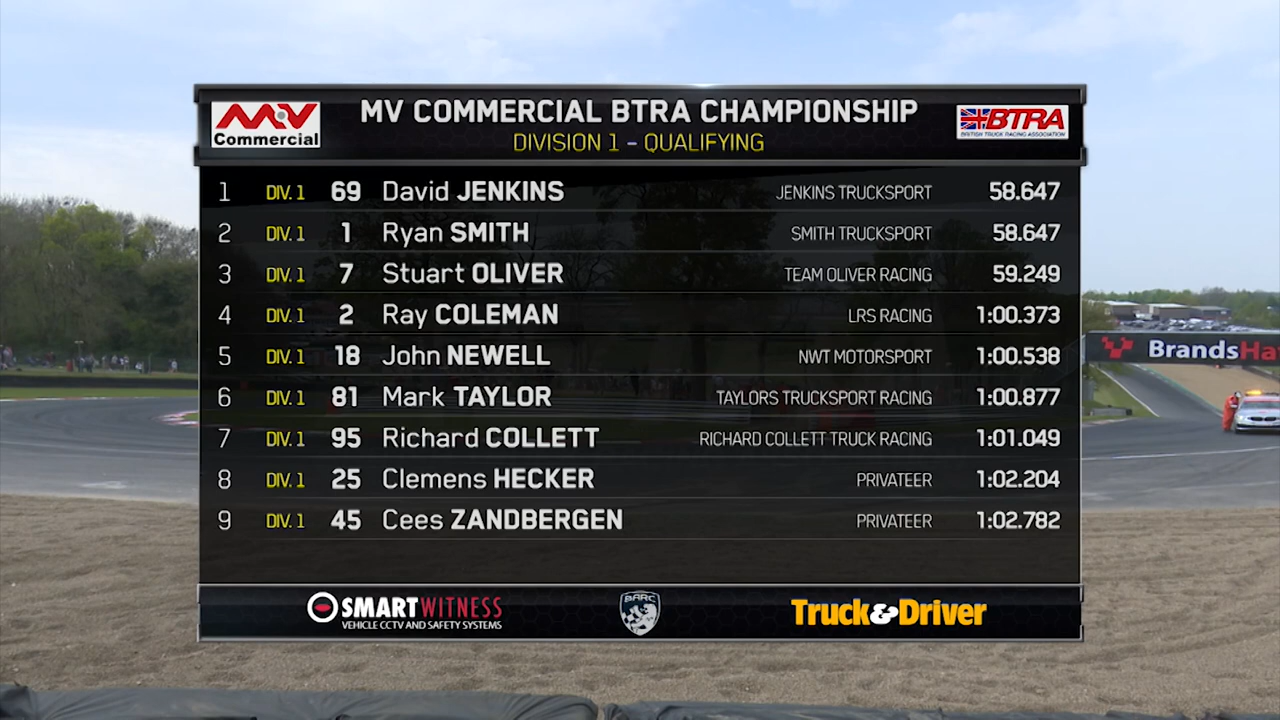 MV
Commercial
MV COMMERCIAL BTRA CHAMPIONSHIP
DIVISION 1 - QUALIFYING
BTRA
BRITISH TRUCK RACING ASSOCIATION
1 DIV. 1 69 David JENKINS JENKINS TRUCKSPORT 58.647
2 DIV. 1 1 Ryan SMITH SMITH TRUCKSPORT 58.647
3 DIV. 1 7 Stuart OLIVER TEAM OLIVER RACING 59.249
4 DIV. 1 2 Ray COLEMAN LRS RACING 1:00.373
5 DIV. 1 18 John NEWELL NWT MOTORSPORT 1:00.538
6 DIV. 1 81 Mark TAYLOR TAYLORS TRUCKSPORT RACING 1:00.877
7 DIV. 1 95 Richard COLLETT RICHARD COLLETT TRUCK RACING 1:01.049
8 DIV. 1 25 Clemens HECKER PRIVATEER 1:02.204
9 DIV. 1 45 Cees ZANDBERGEN PRIVATEER 1:02.782
BrandsHa
SMARTWITNESS
VEHICLE CCTV AND SAFETY SYSTEMS
BARC
Truck&Driver